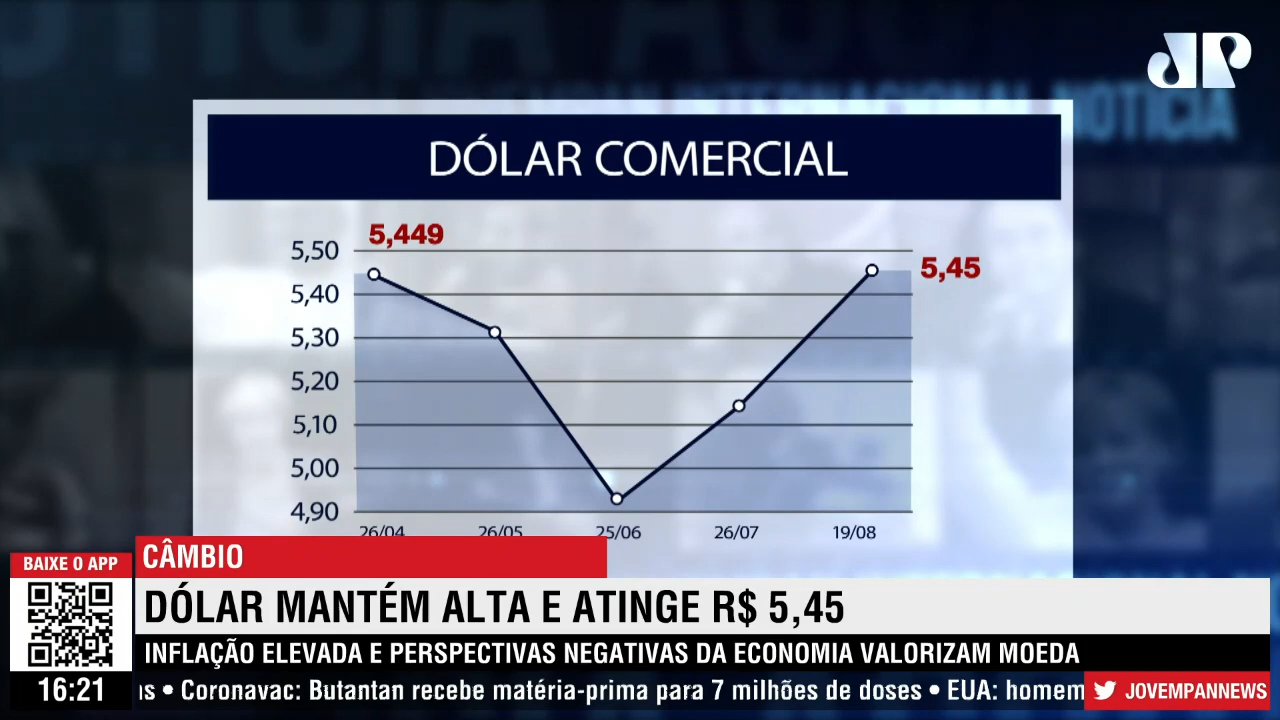 JP
INTERNACIONAL NOTÍCIA
DÓLAR COMERCIAL
5,449
5,50
5,45
5,40
5,30
5,20
5,10
5,00
4,90
26/04 26/05 25/06 26/07 19/08
BAIXE O APP
CÂMBIO
DÓLAR MANTÉM ALTA E ATINGE R$ 5,45
INFLAÇÃO ELEVADA E PERSPECTIVAS NEGATIVAS DA ECONOMIA VALORIZAM MOEDA
16:21
as • Coronavac: Butantan recebe matéria-prima para 7 milhões de doses • EUA: homem
JOVEMPANNEWS